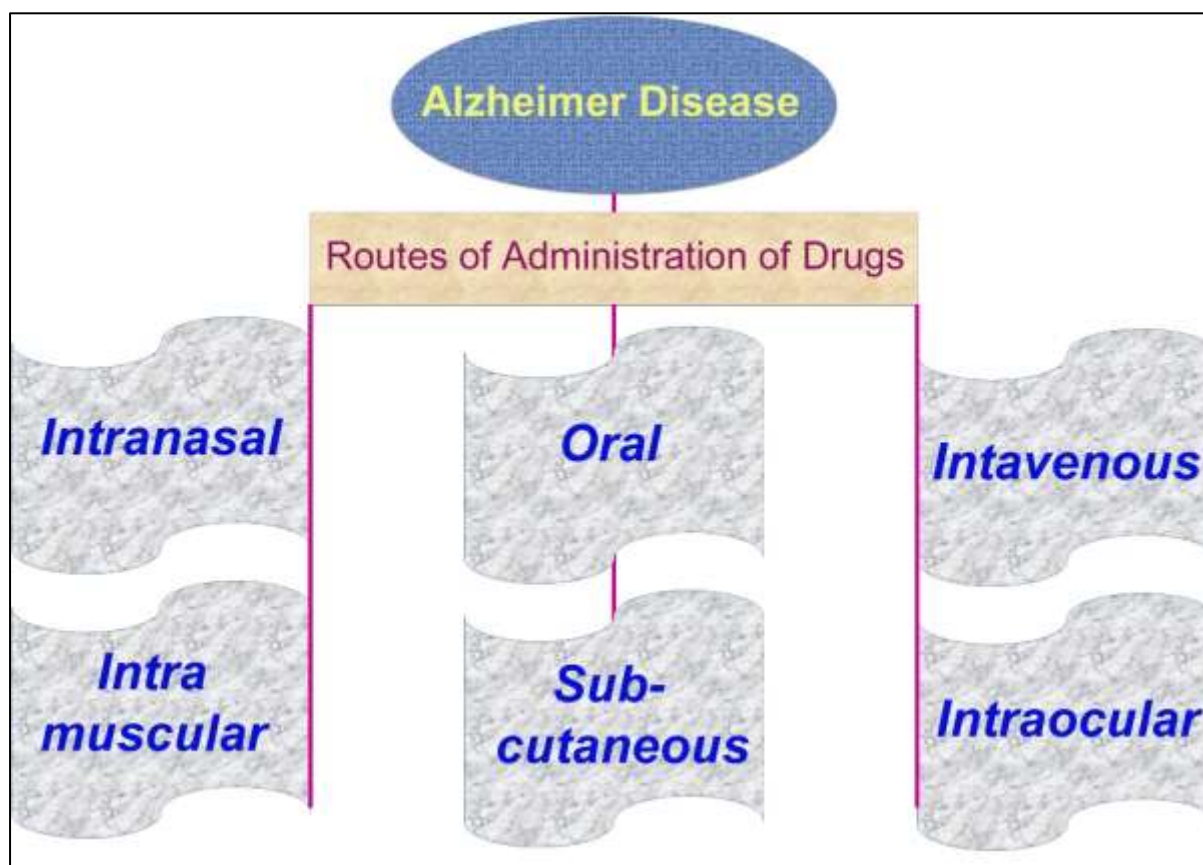 Alzheimer Disease
Routes of Administration of Drugs
Intranasal
Oral
Intavenous
Intra
muscular
Sub-
cutaneous
Intraocular